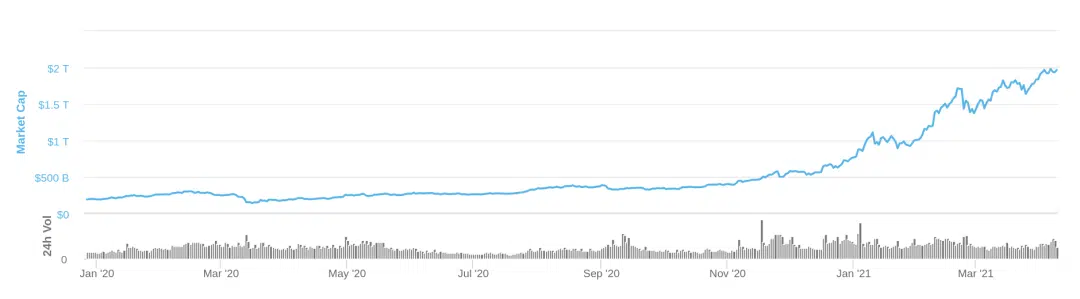 Market Cap
$2 T
$1.5 T
$1 T
$500 B
$0
24h Vol
0
Jan '20
Mar '20
May '20
Jul '20
Sep '20
Nov '20
Jan '21
Mar '21